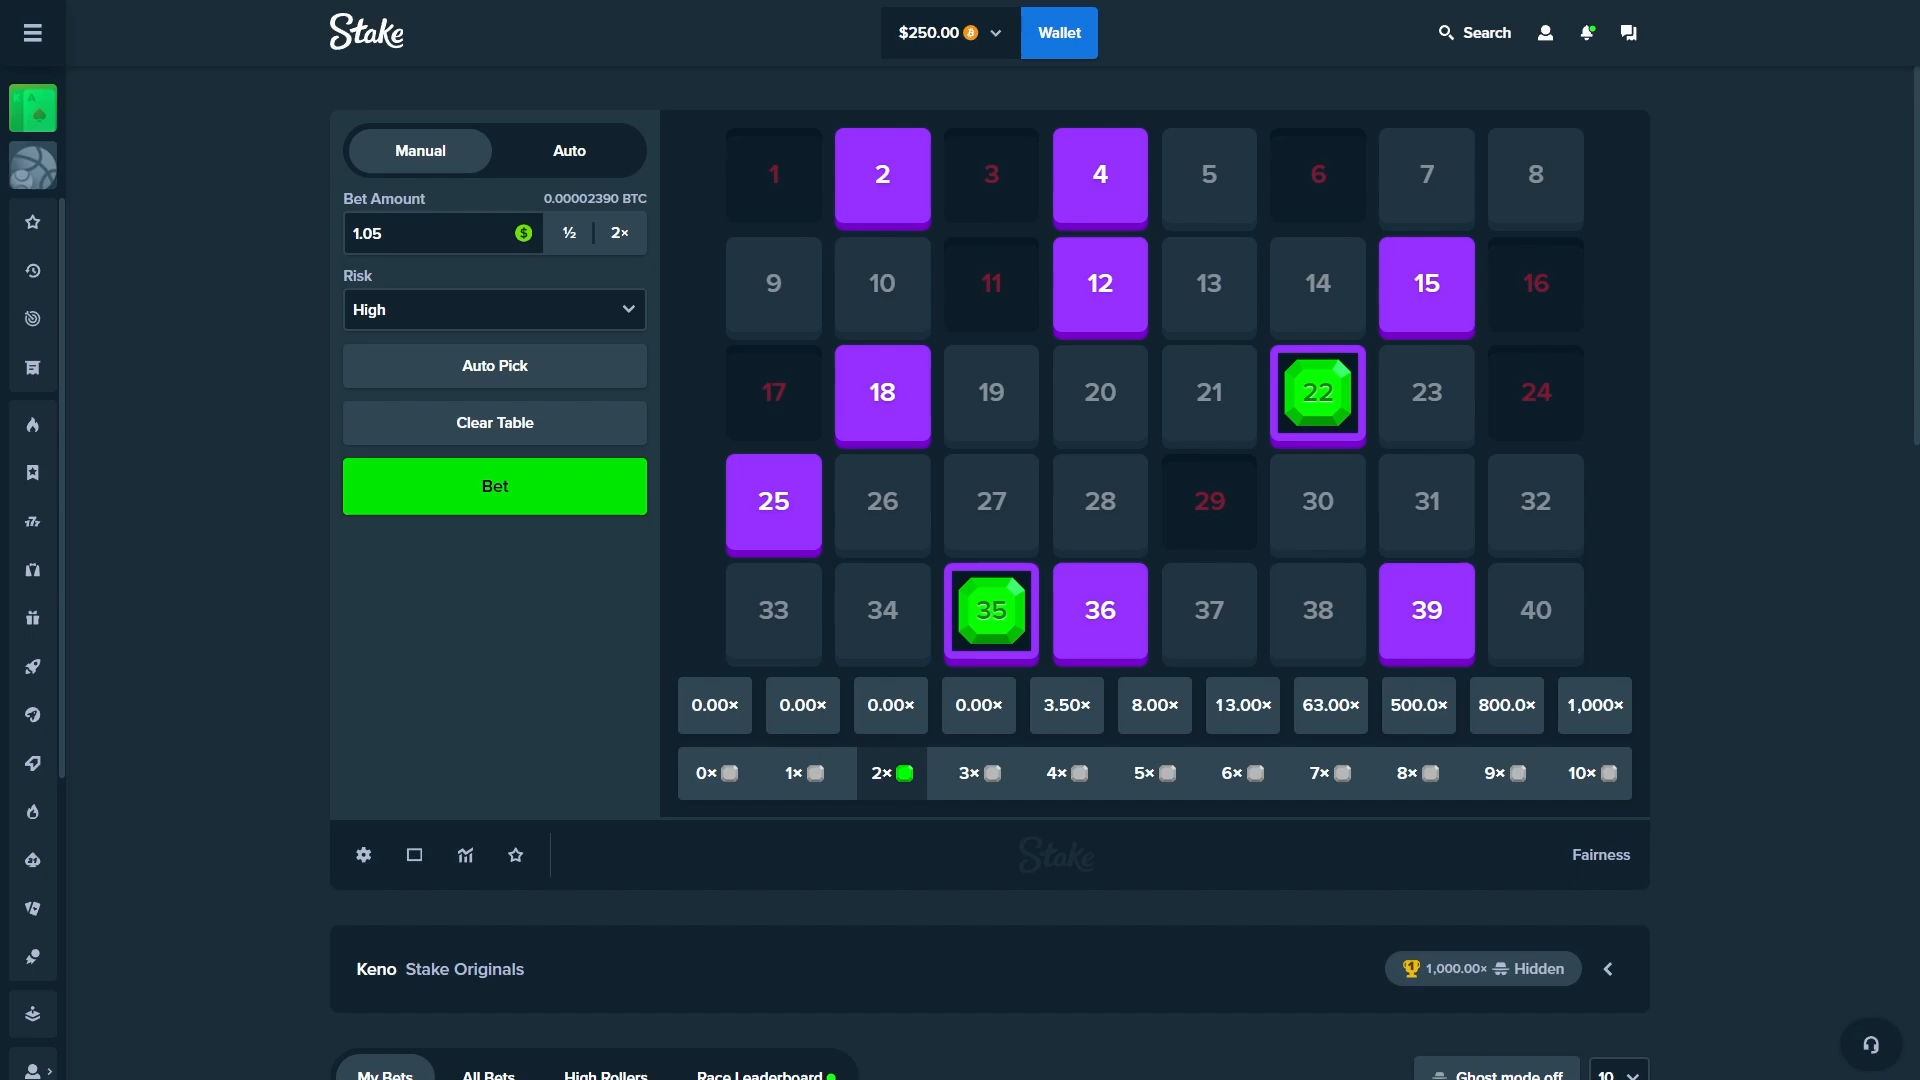 Stake
$250.00
Wallet
Search
Manual
Auto
Bet Amount
0.00002390 BTC
1.05
½
2×
Risk
High
Auto Pick
Clear Table
Bet
1 2 3 4 5 6 7 8
9 10 11 12 13 14 15 16
17 18 19 20 21 22 23 24
25 26 27 28 29 30 31 32
33 34 35 36 37 38 39 40
0.00× 0.00× 0.00× 0.00× 3.50× 8.00× 13.00× 63.00× 500.0× 800.0× 1,000×
0× 1× 2× 3× 4× 5× 6× 7× 8× 9× 10×
Stake
Fairness
Keno Stake Originals
1,000.00× Hidden
My Bets
All Bets
High Rollers
Race Leaderboard
Ghost mode off
10